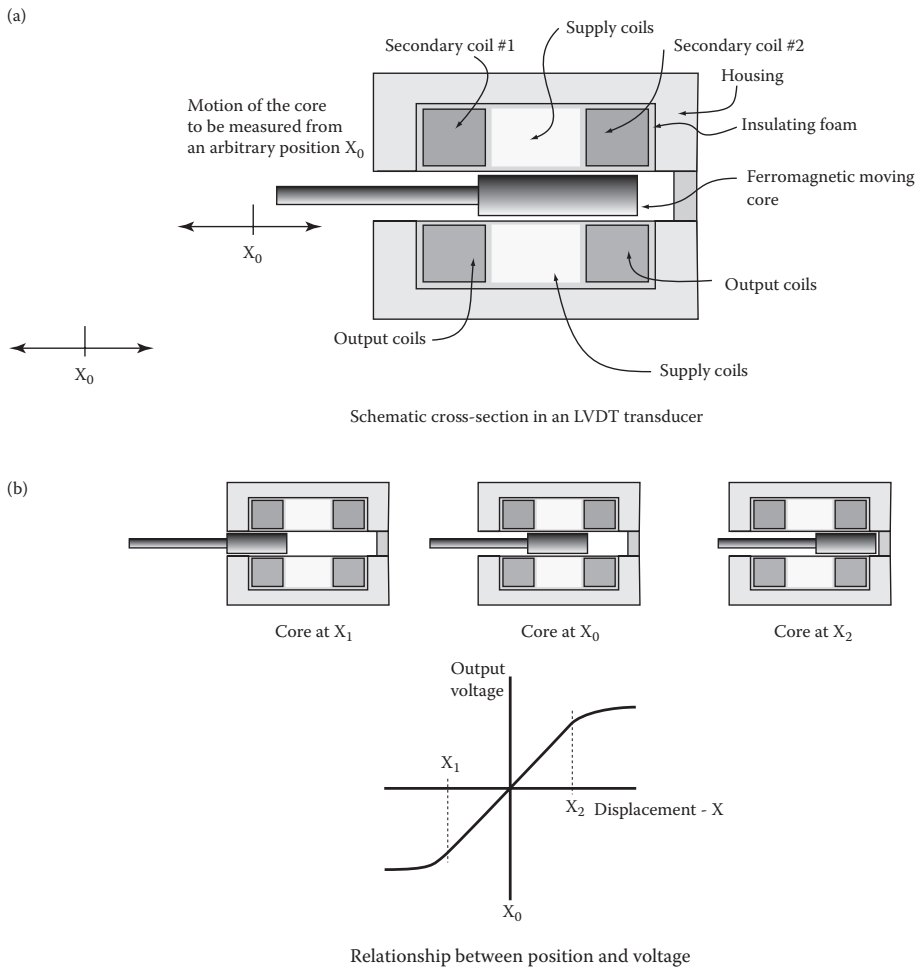 (a)
Supply coils
Secondary coil #1
Secondary coil #2
Housing
Motion of the core
to be measured from
an arbitrary position X₀
Insulating foam
Ferromagnetic moving
core
X₀
Output coils
Output coils
X₀
Supply coils
Schematic cross-section in an LVDT transducer
(b)
Core at X₁
Core at X₀
Core at X₂
Output
voltage
X₁
X₂
Displacement - X
X₀
Relationship between position and voltage